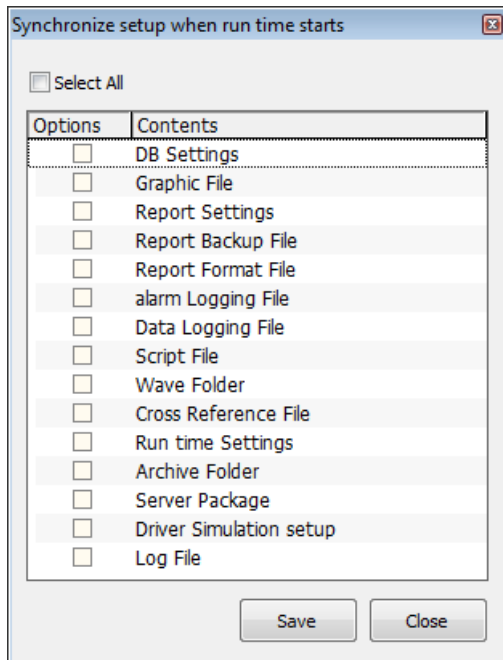 Synchronize setup when run time starts
Select All
Options Contents
DB Settings
Graphic File
Report Settings
Report Backup File
Report Format File
alarm Logging File
Data Logging File
Script File
Wave Folder
Cross Reference File
Run time Settings
Archive Folder
Server Package
Driver Simulation setup
Log File
Save Close